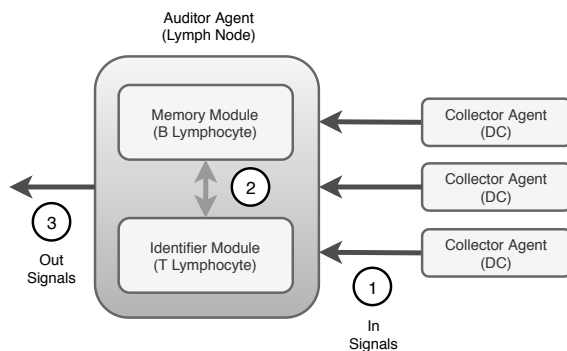 Auditor Agent
(Lymph Node)
Memory Module
(B Lymphocyte)
Collector Agent
(DC)
2
Collector Agent
(DC)
3
Out
Signals
Identifier Module
(T Lymphocyte)
Collector Agent
(DC)
1
In
Signals